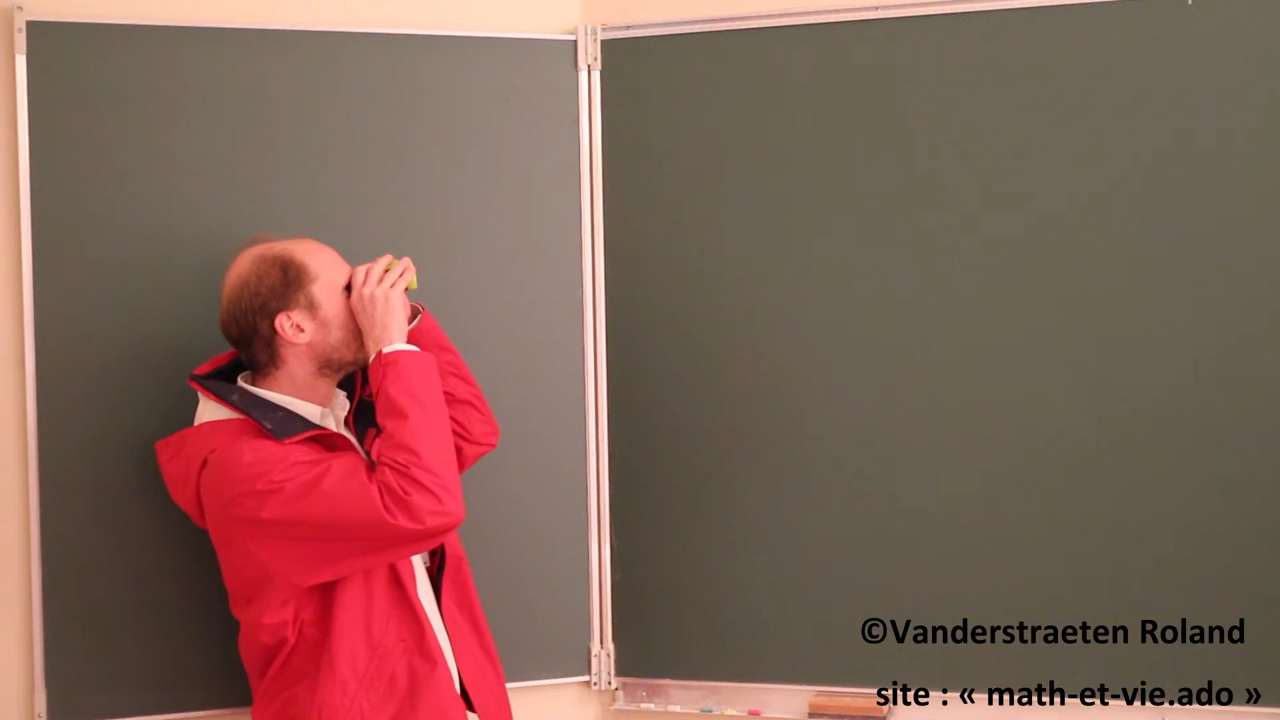 ©Vanderstraeten Roland
site : « math-et-vie.ado »